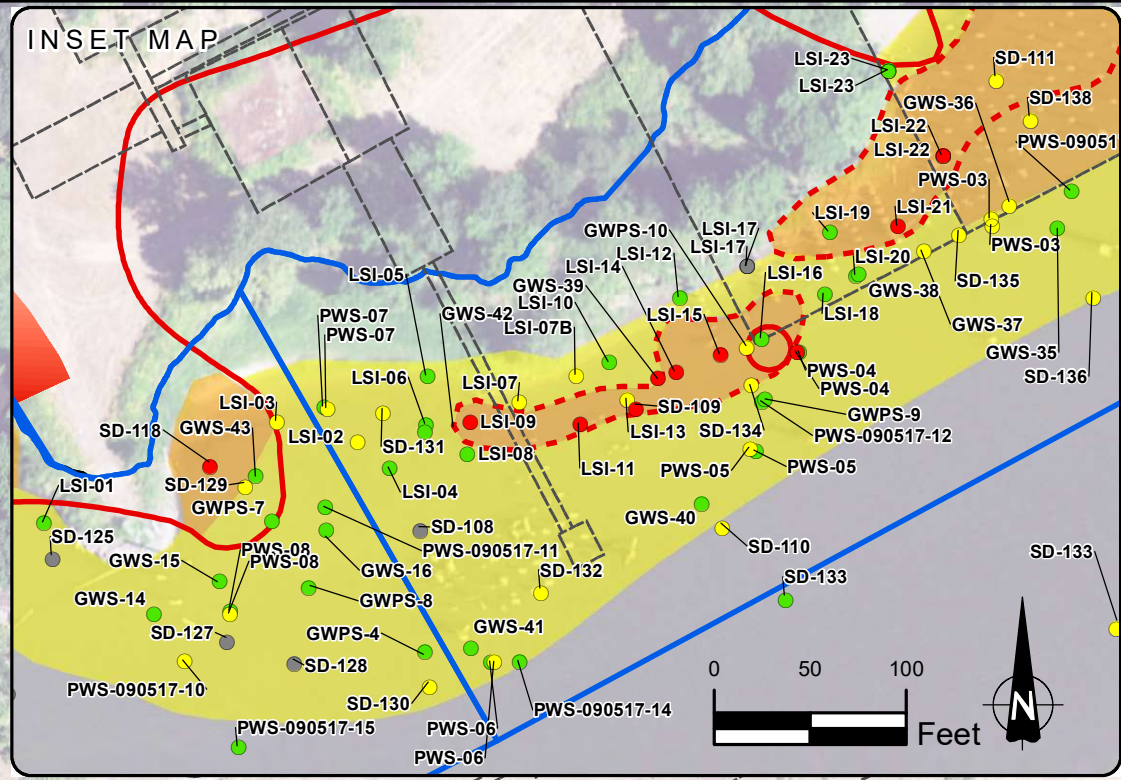 INSET MAP
LSI-23
LSI-23
SD-111
GWS-36
SD-138
LSI-22
LSI-22
PWS-09051
PWS-03
LSI-19
LSI-21
LSI-17
LSI-17
GWPS-10
PWS-03
LSI-12
LSI-14
LSI-16
LSI-20
SD-135
LSI-05
GWS-39
GWS-38
LSI-10
LSI-18
GWS-42
LSI-15
PWS-07
LSI-07B
GWS-37
PWS-07
GWS-35
PWS-04
SD-136
LSI-06
LSI-07
PWS-04
LSI-03
SD-109
GWPS-9
LSI-09
SD-118
GWS-43
LSI-02
LSI-13
SD-134
PWS-090517-12
SD-131
LSI-08
LSI-11
PWS-05
PWS-05
LSI-01
SD-129
LSI-04
GWPS-7
GWS-40
SD-125
SD-108
SD-110
PWS-08
PWS-090517-11
SD-133
GWS-15
PWS-08
GWS-16
SD-132
SD-133
GWS-14
GWPS-8
SD-127
GWPS-4
GWS-41
SD-128
PWS-090517-10
SD-130
PWS-090517-14
PWS-090517-15
PWS-06
PWS-06
0 50 100
Feet
N